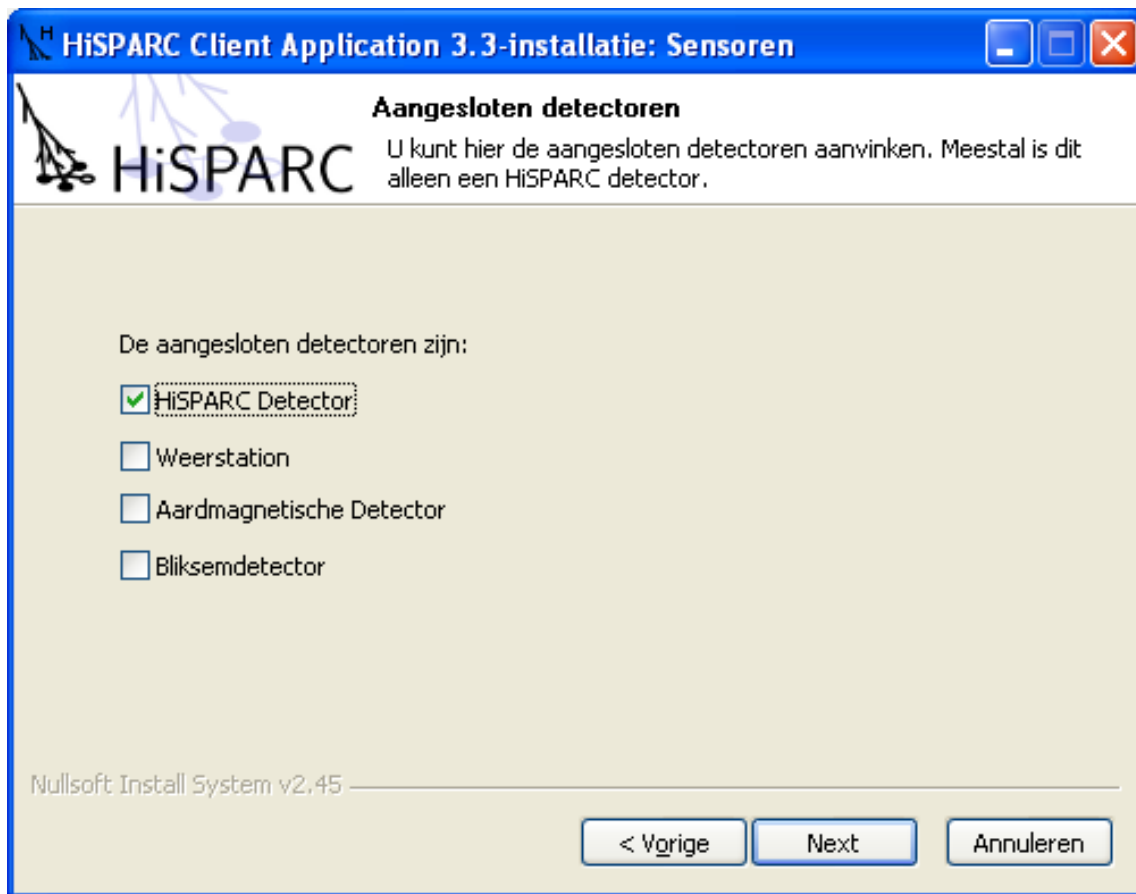 HiSPARC Client Application 3.3-installatie: Sensoren
HiSPARC
Aangesloten detectoren
U kunt hier de aangesloten detectoren aanvinken. Meestal is dit
alleen een HiSPARC detector.
De aangesloten detectoren zijn:
HiSPARC Detector
Weerstation
Aardmagnetische Detector
Bliksemdetector
Nullsoft Install System v2.45
< Vorige
Next
Annuleren